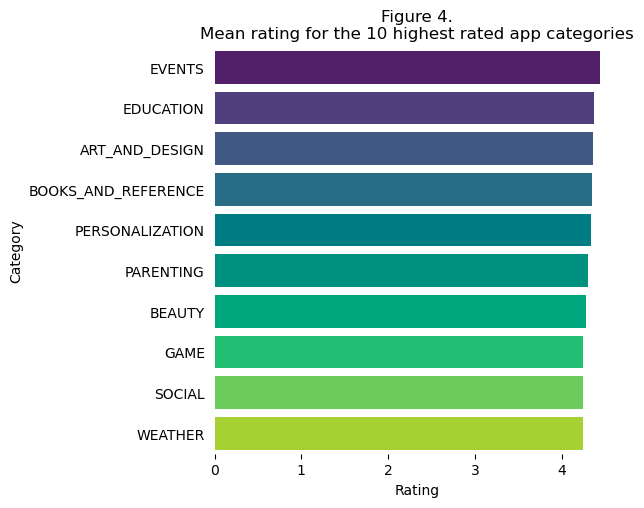 Figure 4.
Mean rating for the 10 highest rated app categories
EVENTS
EDUCATION
ART_AND_DESIGN
BOOKS_AND_REFERENCE
PERSONALIZATION
PARENTING
BEAUTY
GAME
SOCIAL
WEATHER
Category
0 1 2 3 4
Rating